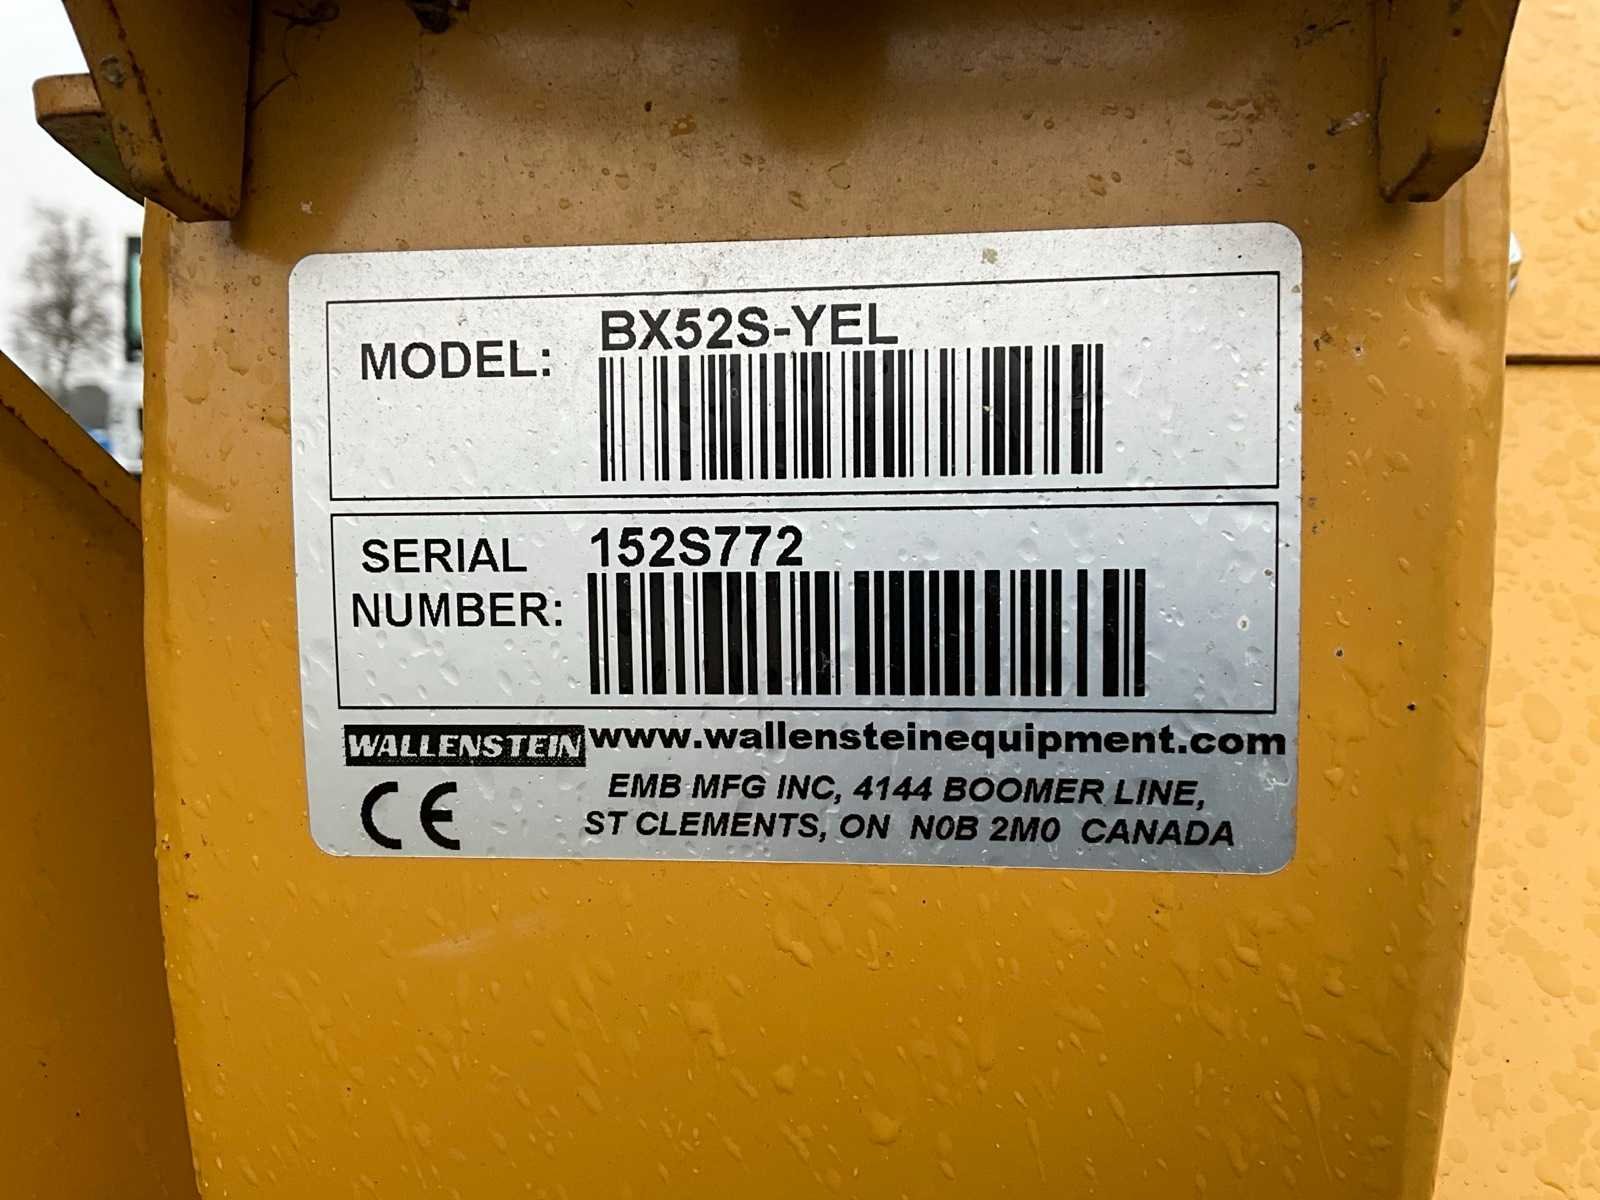 MODEL: BX52S-YEL
SERIAL NUMBER: 152S772
WALLENSTEIN www.wallensteinequipment.com
CE EMB MFG INC, 4144 BOOMER LINE,
ST CLEMENTS, ON N0B 2M0 CANADA